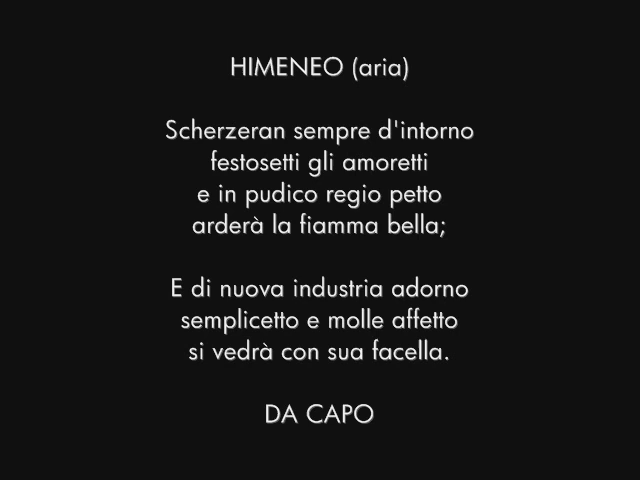 HIMENEO (aria)
Scherzeran sempre d'intorno
festosetti gli amoretti
e in pudico regio petto
arderà la fiamma bella;
E di nuova industria adorno
semplicetto e molle affetto
si vedrà con sua facella.
DA CAPO